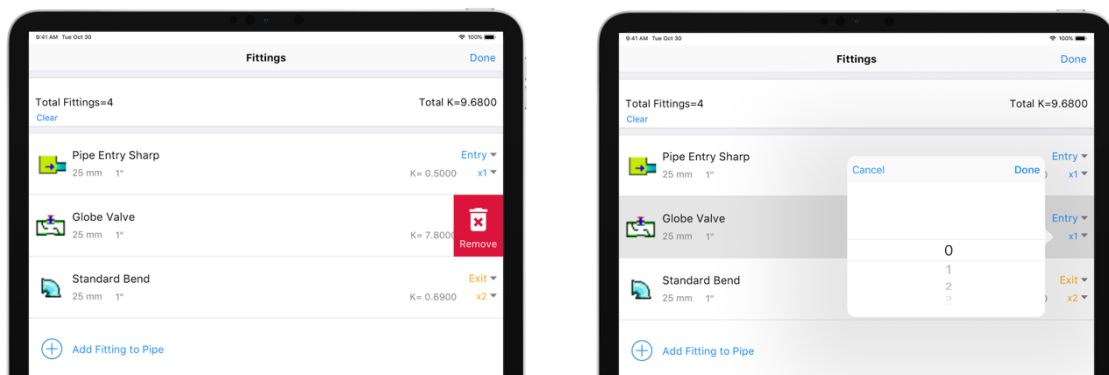 9:41 AM Tue Oct 30
100%
Fittings
Done
Total Fittings=4
Total K=9.6800
Clear
Pipe Entry Sharp
Entry
25 mm 1"
K= 0.5000
x1
Globe Valve
25 mm 1"
K= 7.8000
Remove
Standard Bend
Exit
25 mm 1"
K= 0.6900
x2
Add Fitting to Pipe
9:41 AM Tue Oct 30
100%
Fittings
Done
Total Fittings=4
Total K=9.6800
Clear
Pipe Entry Sharp
Entry
25 mm 1"
x1
Cancel
Done
Globe Valve
Entry
25 mm 1"
x1
0
1
2
Standard Bend
Exit
25 mm 1"
x2
Add Fitting to Pipe